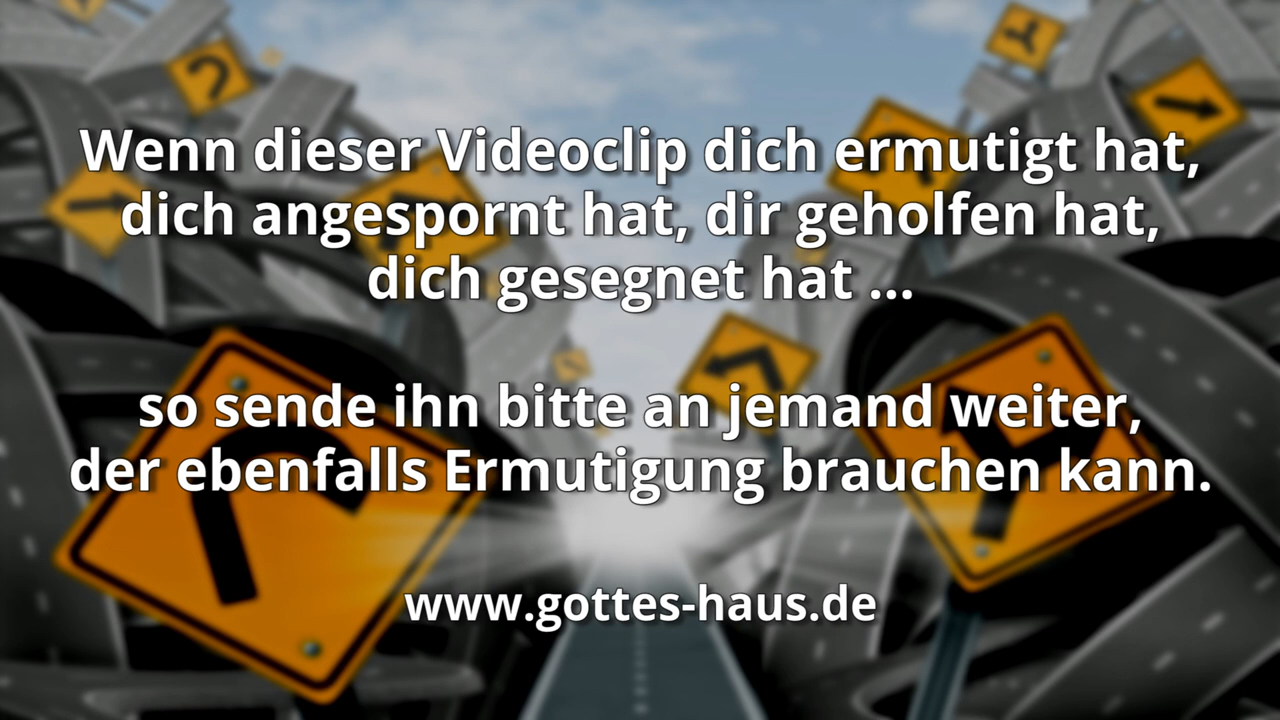 Wenn dieser Videoclip dich ermutigt hat,
dich angespornt hat, dir geholfen hat,
dich gesegnet hat ...
so sende ihn bitte an jemand weiter,
der ebenfalls Ermutigung brauchen kann.
www.gottes-haus.de